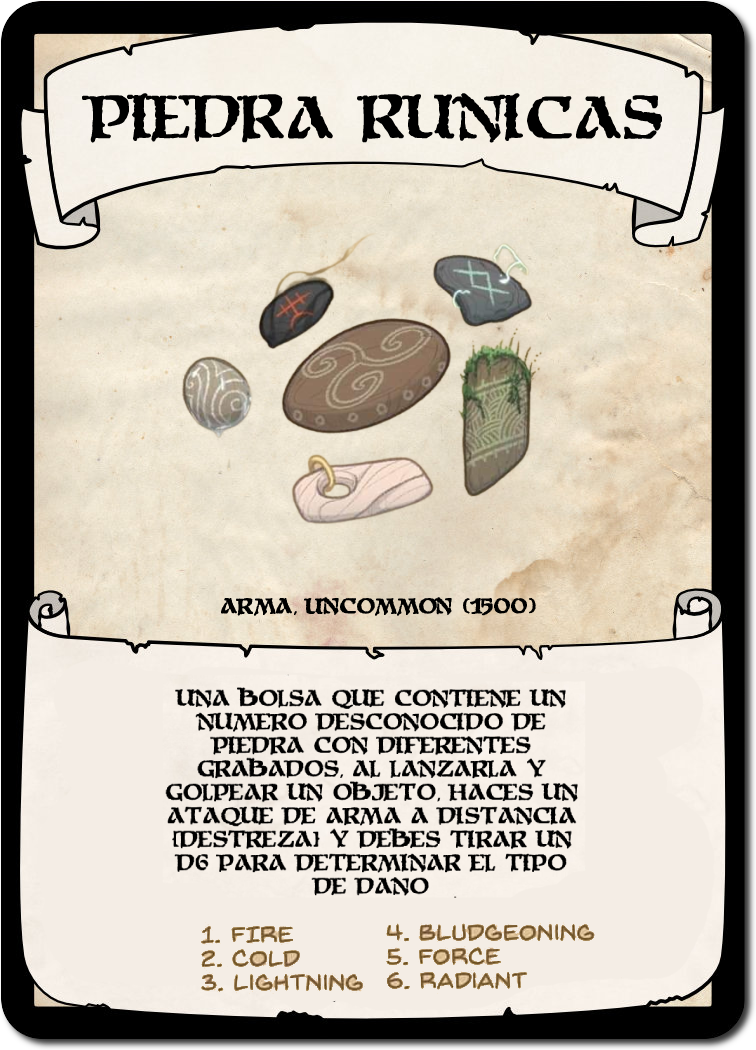 PIEDRA RUNICAS
ARMA, UNCOMMON (1500)
UNA BOLSA QUE CONTIENE UN
NUMERO DESCONOCIDO DE
PIEDRA CON DIFERENTES
GRABADOS, AL LANZARLA Y
GOLPEAR UN OBJETO, HACES UN
ATAQUE DE ARMA A DISTANCIA
(DESTREZA) Y DEBES TIRAR UN
D6 PARA DETERMINAR EL TIPO
DE DANO
1. FIRE
2. COLD
3. LIGHTNING
4. BLUDGEONING
5. FORCE
6. RADIANT